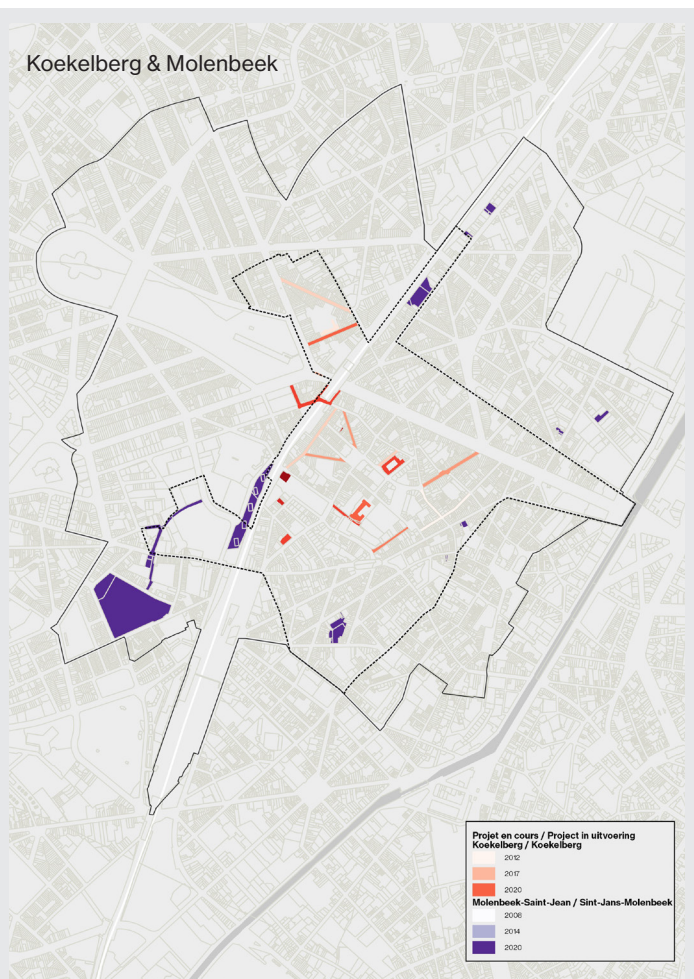 Koekelberg & Molenbeek
Projet en cours / Project in uitvoering
Koekelberg / Koekelberg
2012
2017
2020
Molenbeek-Saint-Jean / Sint-Jans-Molenbeek
2008
2014
2020